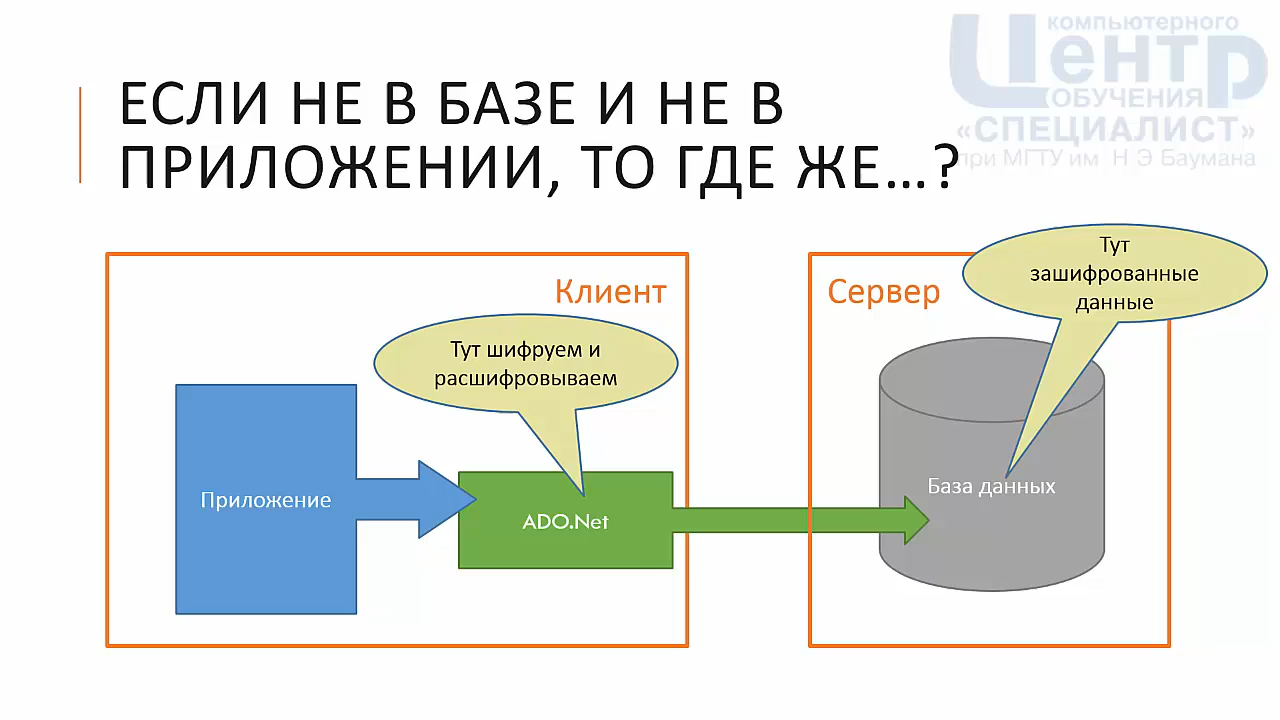 компьютерного
Центр
ОБУЧЕНИЯ
«СПЕЦИАЛИСТ»
при МГТУ им Н Э Баумана
ЕСЛИ НЕ В БАЗЕ И НЕ В
ПРИЛОЖЕНИИ, ТО ГДЕ ЖЕ…?
Клиент
Тут шифруем и
расшифровываем
Приложение
ADO.Net
Сервер
Тут
зашифрованные
данные
База данных